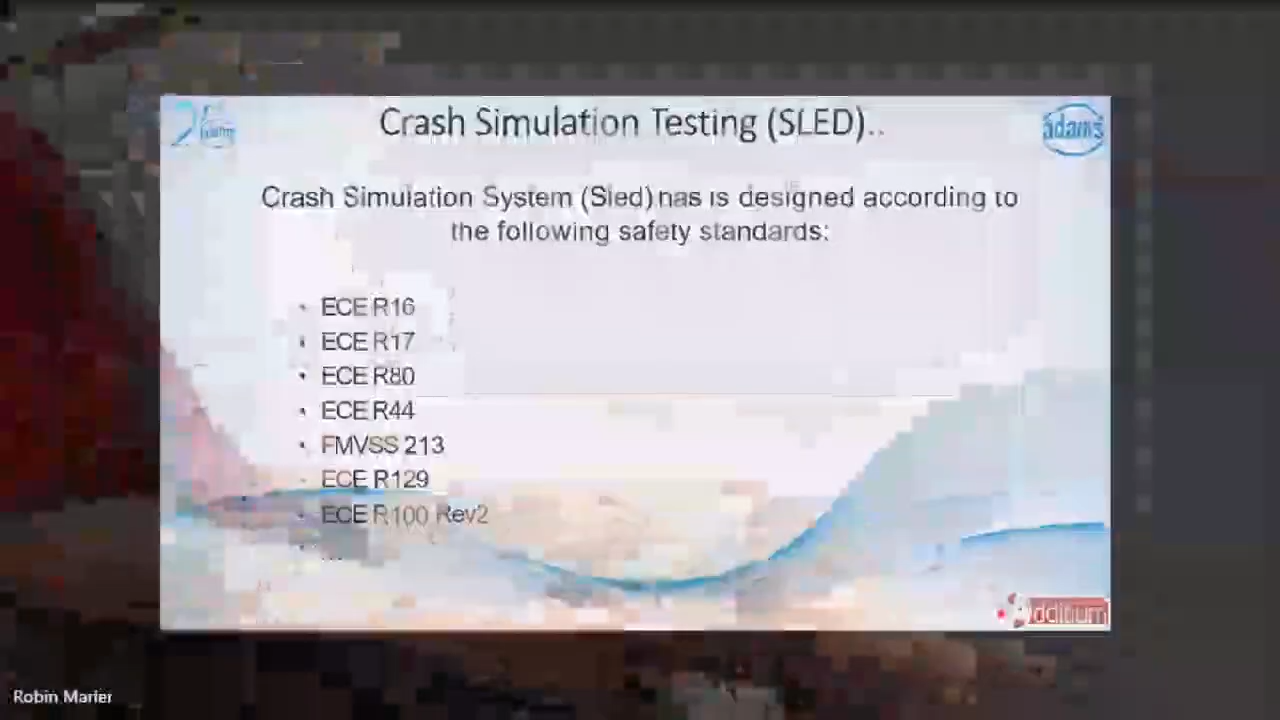 Crash Simulation Testing (SLED)..
adams
Crash Simulation System (Sled) has is designed according to
the following safety standards:
• ECE R16
• ECE R17
• ECE R80
• ECE R44
• FMVSS 213
• ECE R129
• ECE R100 Rev2
• ...
Robin Marier